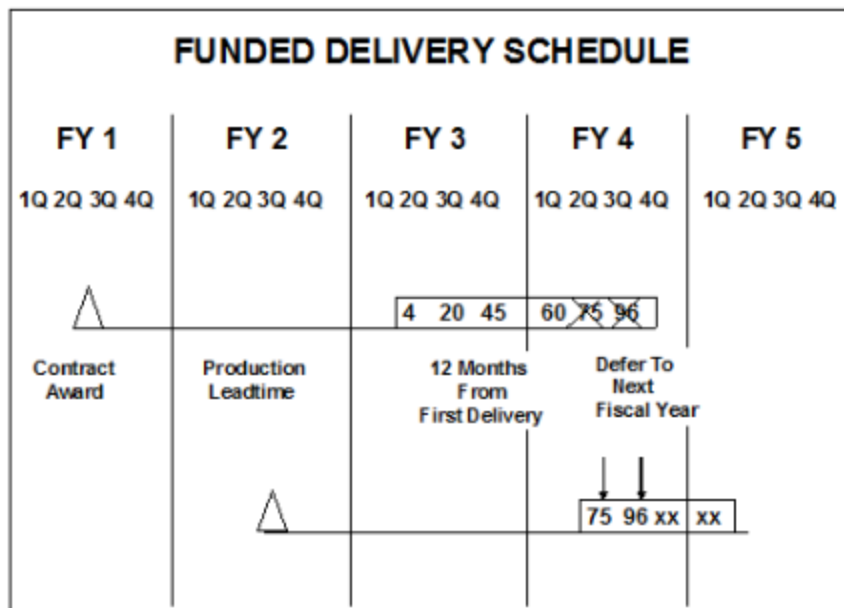 FUNDED DELIVERY SCHEDULE
FY 1 FY 2 FY 3 FY 4 FY 5
1Q 2Q 3Q 4Q 1Q 2Q 3Q 4Q 1Q 2Q 3Q 4Q 1Q 2Q 3Q 4Q 1Q 2Q 3Q 4Q
4 20 45 60 75 96
Contract
Award
Production
Leadtime
12 Months
From
First Delivery
Defer To
Next
Fiscal Year
75 96 xx xx